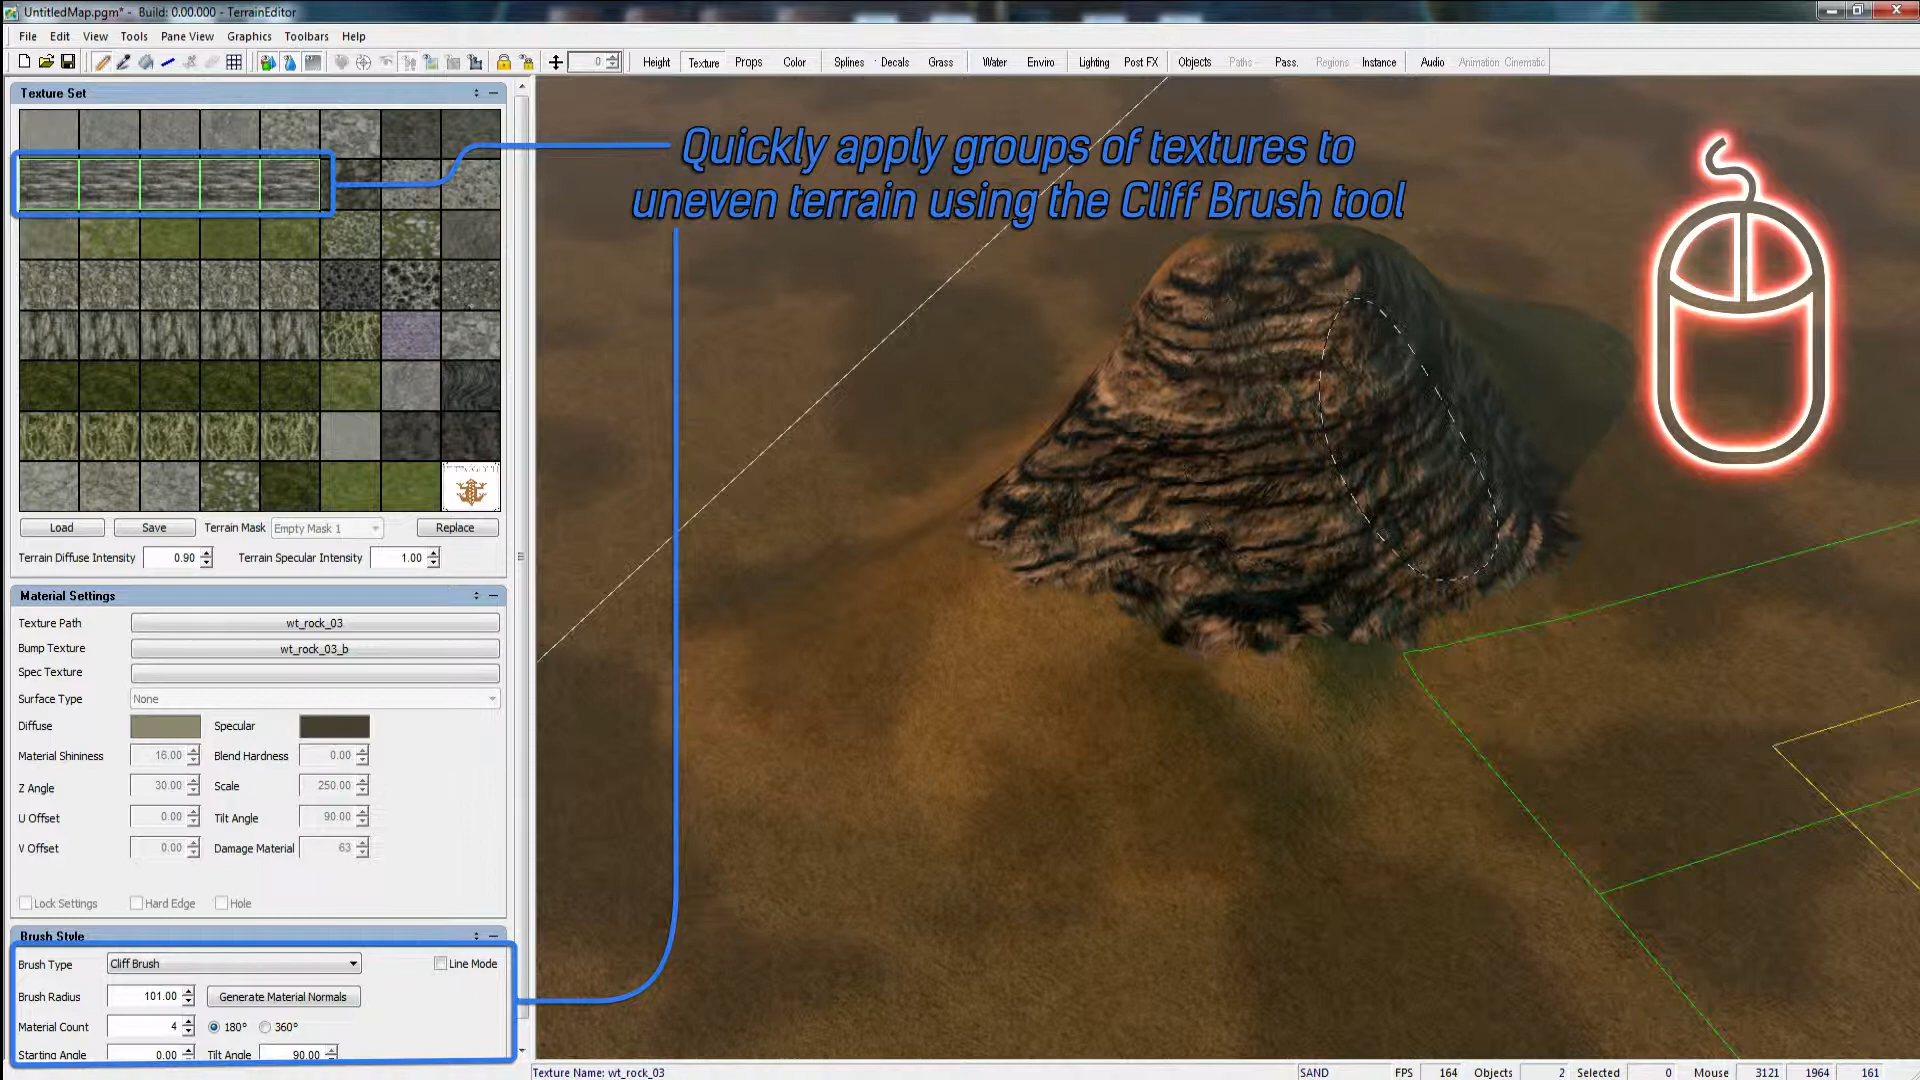 UntitledMap.pgm* - Build: 0.00.000 - TerrainEditor
File Edit View Tools Pane View Graphics Toolbars Help
0 Height Texture Props Color Splines Decals Grass Water Enviro Lighting Post FX Objects Paths Pass. Regions Instance Audio Animation Cinematic
Texture Set
Quickly apply groups of textures to
uneven terrain using the Cliff Brush tool
Load Save Terrain Mask Empty Mask 1 Replace
Terrain Diffuse Intensity 0.90 Terrain Specular Intensity 1.00
Material Settings
Texture Path wt_rock_03
Bump Texture wt_rock_03_b
Spec Texture
Surface Type None
Diffuse Specular
Material Shininess 16.00 Blend Hardness 0.00
Z Angle 30.00 Scale 250.00
U Offset 0.00 Tilt Angle 90.00
V Offset 0.00 Damage Material 63
Lock Settings Hard Edge Hole
Brush Style
Brush Type Cliff Brush Line Mode
Brush Radius 101.00 Generate Material Normals
Material Count 4 180° 360°
Starting Angle 0.00 Tilt Angle 90.00
Texture Name: wt_rock_03 SAND FPS 164 Objects 2 Selected 0 Mouse 3121 1964 161